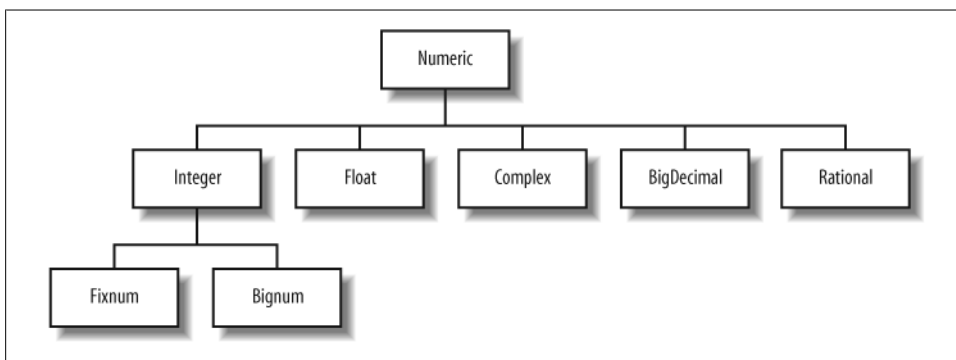 Numeric
Integer
Float
Complex
BigDecimal
Rational
Fixnum
Bignum